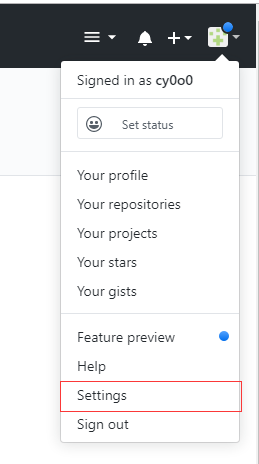 Signed in as cy0o0
Set status
Your profile
Your repositories
Your projects
Your stars
Your gists
Feature preview
Help
Settings
Sign out